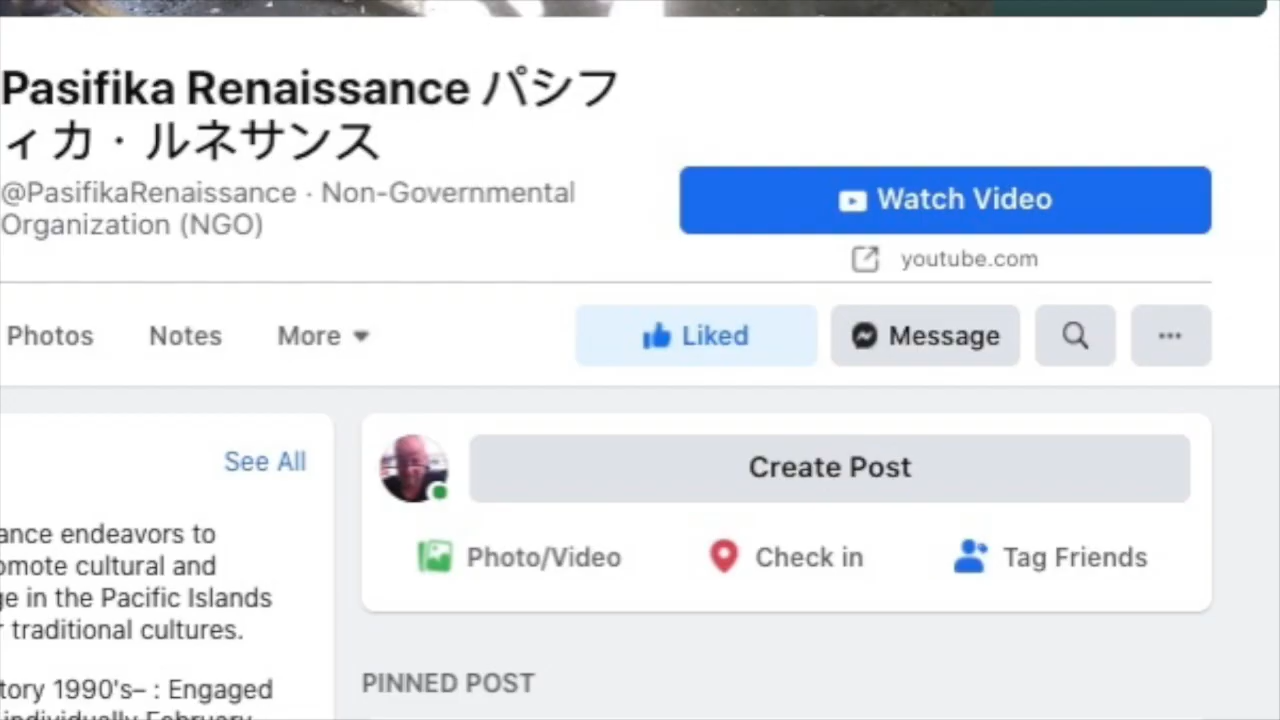 Pasifika Renaissance パシフ
ィカ・ルネサンス
@PasifikaRenaissance · Non-Governmental
Organization (NGO)
Watch Video
youtube.com
Photos Notes More
Liked Message
See All
Create Post
Photo/Video Check in Tag Friends
ance endeavors to
omote cultural and
ge in the Pacific Islands
r traditional cultures.
PINNED POST
tory 1990's– : Engaged
individually February